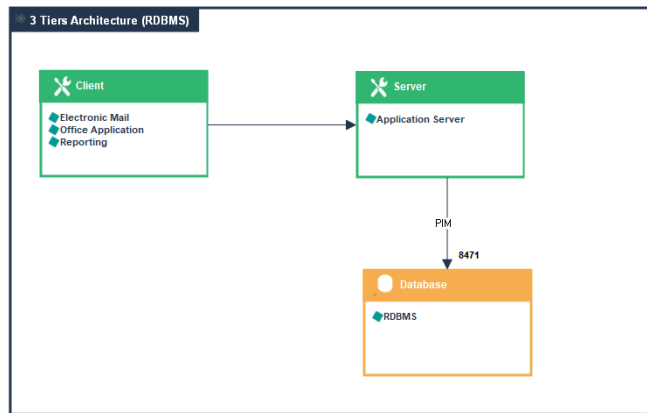 3 Tiers Architecture (RDBMS)
Client
Electronic Mail
Office Application
Reporting
Server
Application Server
PIM
8471
Database
RDBMS